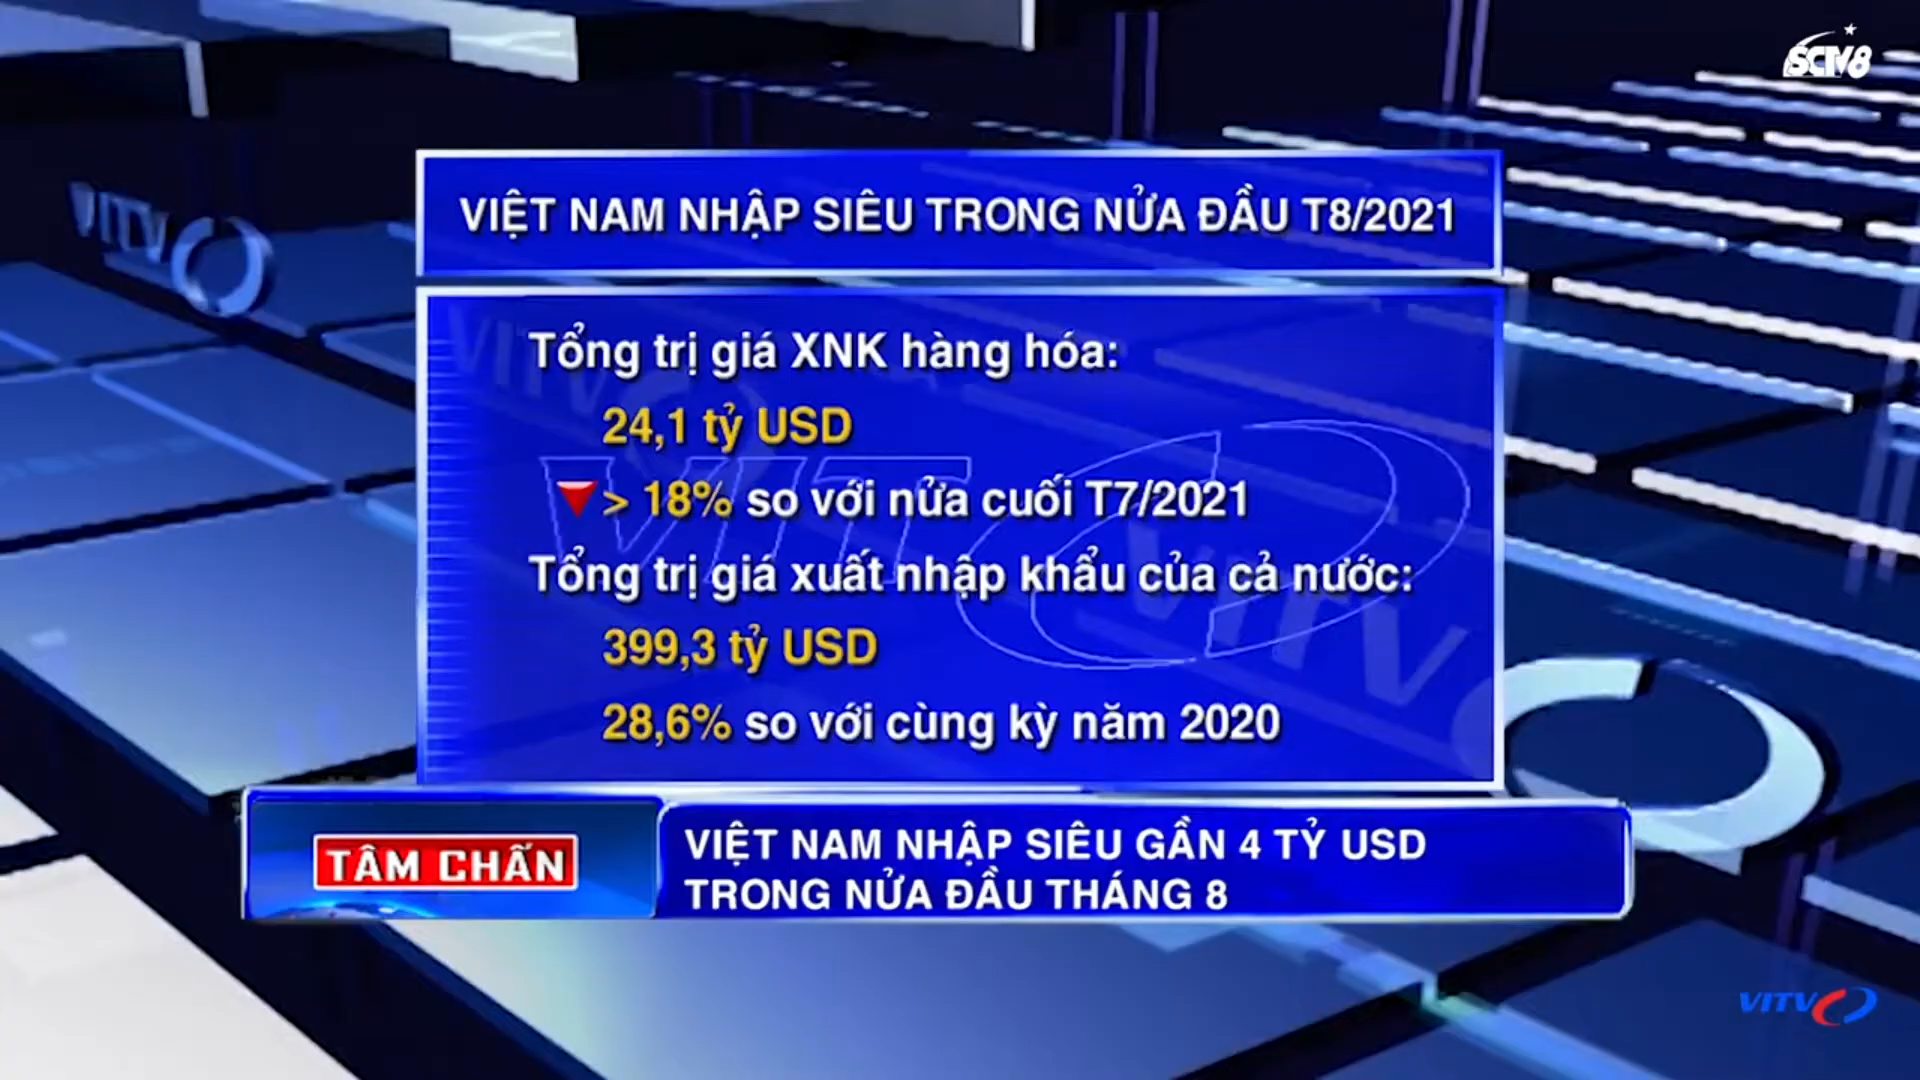 SCTV8
VITV
VIỆT NAM NHẬP SIÊU TRONG NỬA ĐẦU T8/2021
Tổng trị giá XNK hàng hóa:
24,1 tỷ USD
> 18% so với nửa cuối T7/2021
Tổng trị giá xuất nhập khẩu của cả nước:
399,3 tỷ USD
28,6% so với cùng kỳ năm 2020
TÂM CHẤN
VIỆT NAM NHẬP SIÊU GẦN 4 TỶ USD
TRONG NỬA ĐẦU THÁNG 8
VITV